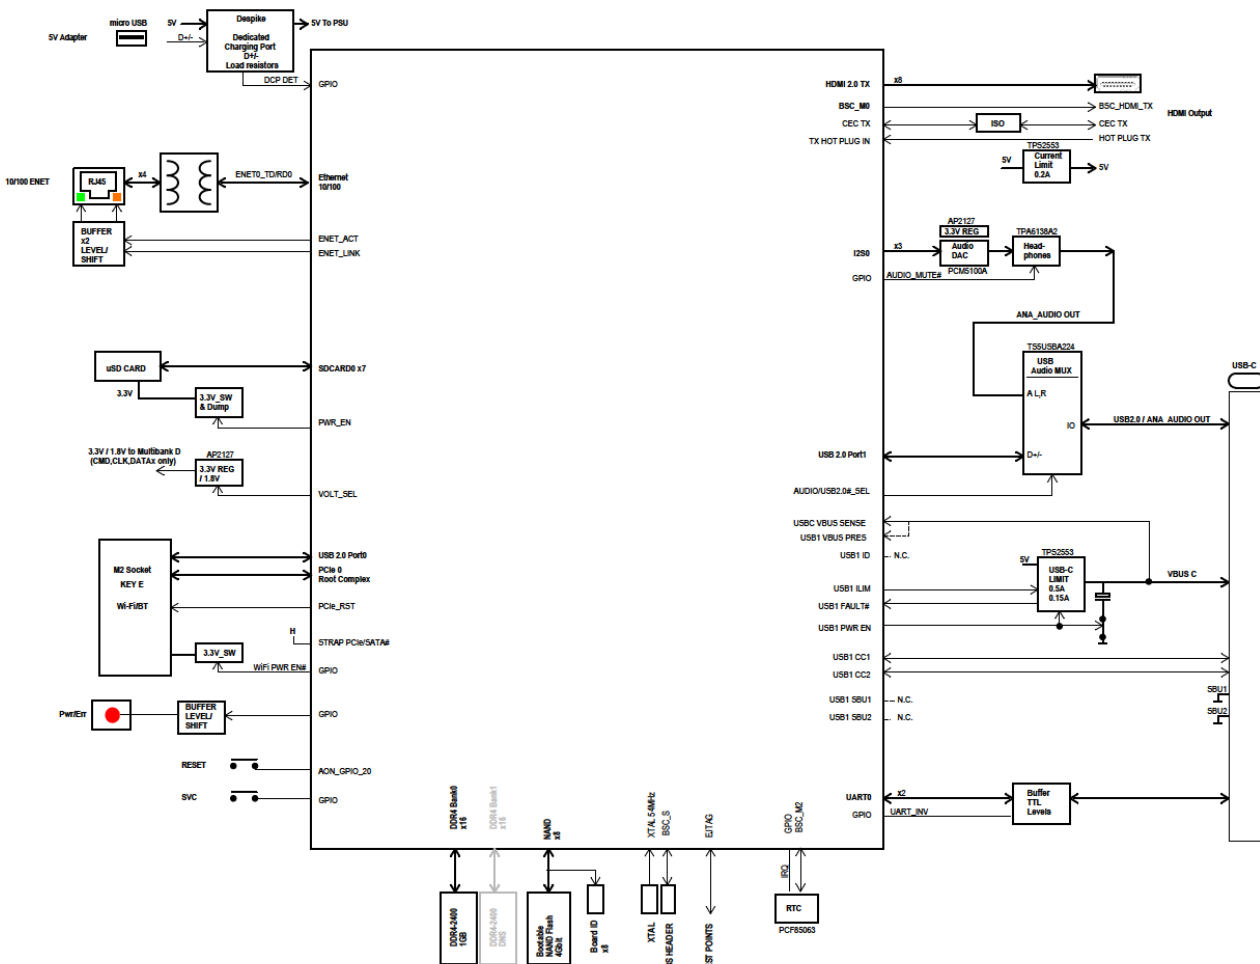 micro USB
5V Adapter
5V
D+/-
Despike
Dedicated
Charging Port
D+/-
Load resistors
5V To PSU
DCP DET
GPIO
10/100 ENET
RJ45
x4
ENET0_TD/RD0
Ethernet
10/100
BUFFER
x2
LEVEL/
SHIFT
ENET_ACT
ENET_LINK
uSD CARD
SDCARD0 x7
3.3V
3.3V_SW
& Dump
PWR_EN
3.3V / 1.8V to Multibank D
(CMD,CLK,DATAx only)
AP2127
3.3V REG
/ 1.8V
VOLT_SEL
M2 Socket
KEY E
Wi-Fi/BT
USB 2.0 Port0
PCIe 0
Root Complex
PCIe_RST
H
STRAP PCIe/SATA#
3.3V_SW
WiFi PWR EN#
GPIO
Pwr/Err
BUFFER
LEVEL/
SHIFT
GPIO
RESET
AON_GPIO_20
SVC
GPIO
HDMI 2.0 TX
x8
BSC_M0
BSC_HDMI_TX
HDMI Output
CEC TX
ISO
CEC TX
TX HOT PLUG IN
HOT PLUG TX
TPS2553
5V
Current
Limit
0.2A
5V
AP2127
3.3V REG
TPA6138A2
I2S0
x3
Audio
DAC
Head-
phones
PCM5100A
GPIO
AUDIO_MUTE#
ANA_AUDIO OUT
TS5USBA224
USB
Audio MUX
A L,R
IO
D+/-
USB-C
USB2.0 / ANA_AUDIO OUT
USB 2.0 Port1
AUDIO/USB2.0#_SEL
USBC VBUS SENSE
USB1 VBUS PRES
USB1 ID
N.C.
TPS2553
5V
USB-C
LIMIT
0.5A
0.15A
VBUS C
USB1 ILIM
USB1 FAULT#
USB1 PWR EN
USB1 CC1
USB1 CC2
USB1 SBU1
N.C.
USB1 SBU2
N.C.
SBU1
SBU2
UART0
x2
Buffer
TTL
Levels
GPIO
UART_INV
DDR4 Bank0
x16
DDR4 Bank1
x16
NAND
x8
XTAL 54MHz
BSC_S
EJTAG
GPIO
BSC_M2
IRQ
DDR4-2400
1GB
DDR4-2400
DNS
Bootable
NAND Flash
4Gbit
Board ID
x8
XTAL
HEADER
POINTS
RTC
PCF85063